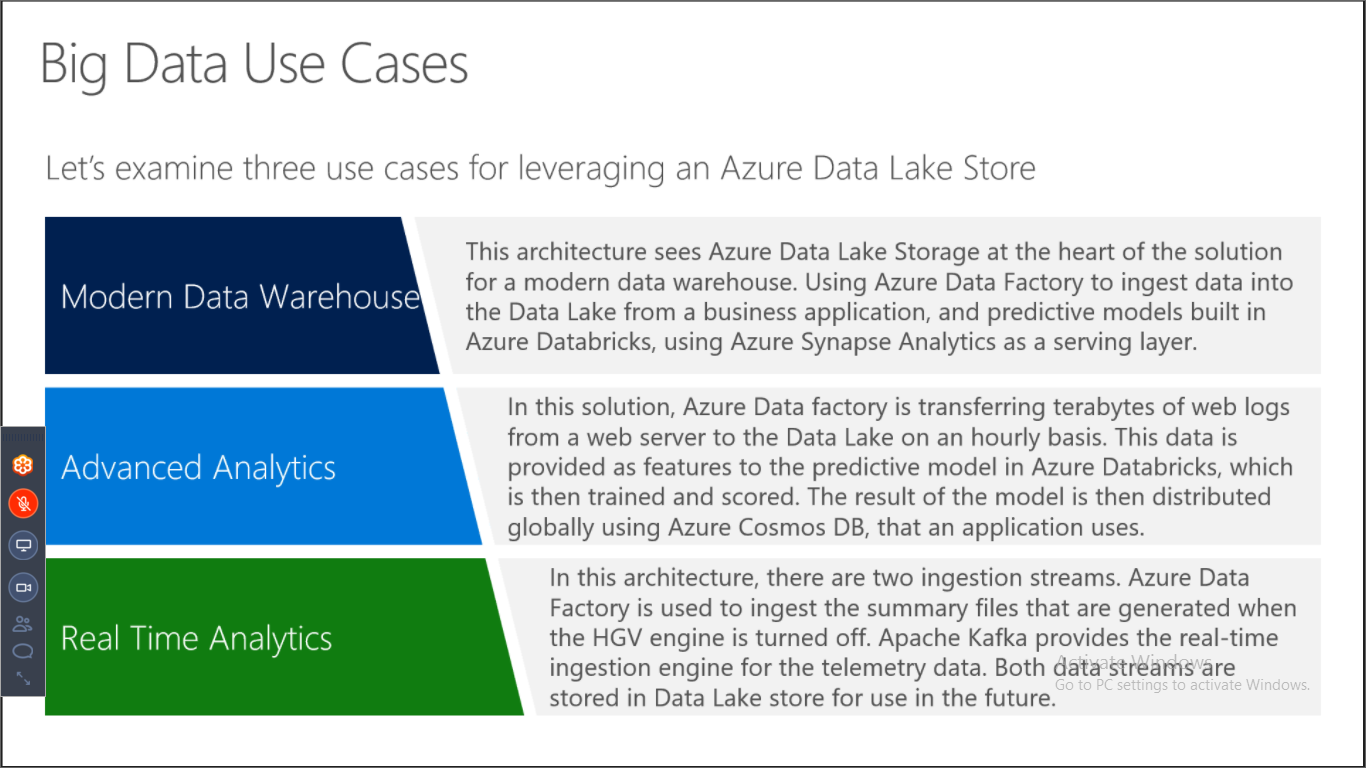 Big Data Use Cases
Let's examine three use cases for leveraging an Azure Data Lake Store
Modern Data Warehouse
This architecture sees Azure Data Lake Storage at the heart of the solution
for a modern data warehouse. Using Azure Data Factory to ingest data into
the Data Lake from a business application, and predictive models built in
Azure Databricks, using Azure Synapse Analytics as a serving layer.
Advanced Analytics
In this solution, Azure Data factory is transferring terabytes of web logs
from a web server to the Data Lake on an hourly basis. This data is
provided as features to the predictive model in Azure Databricks, which
is then trained and scored. The result of the model is then distributed
globally using Azure Cosmos DB, that an application uses.
Real Time Analytics
In this architecture, there are two ingestion streams. Azure Data
Factory is used to ingest the summary files that are generated when
the HGV engine is turned off. Apache Kafka provides the real-time
ingestion engine for the telemetry data. Both data streams are
stored in Data Lake store for use in the future.
Activate Windows
Go to PC settings to activate Windows.